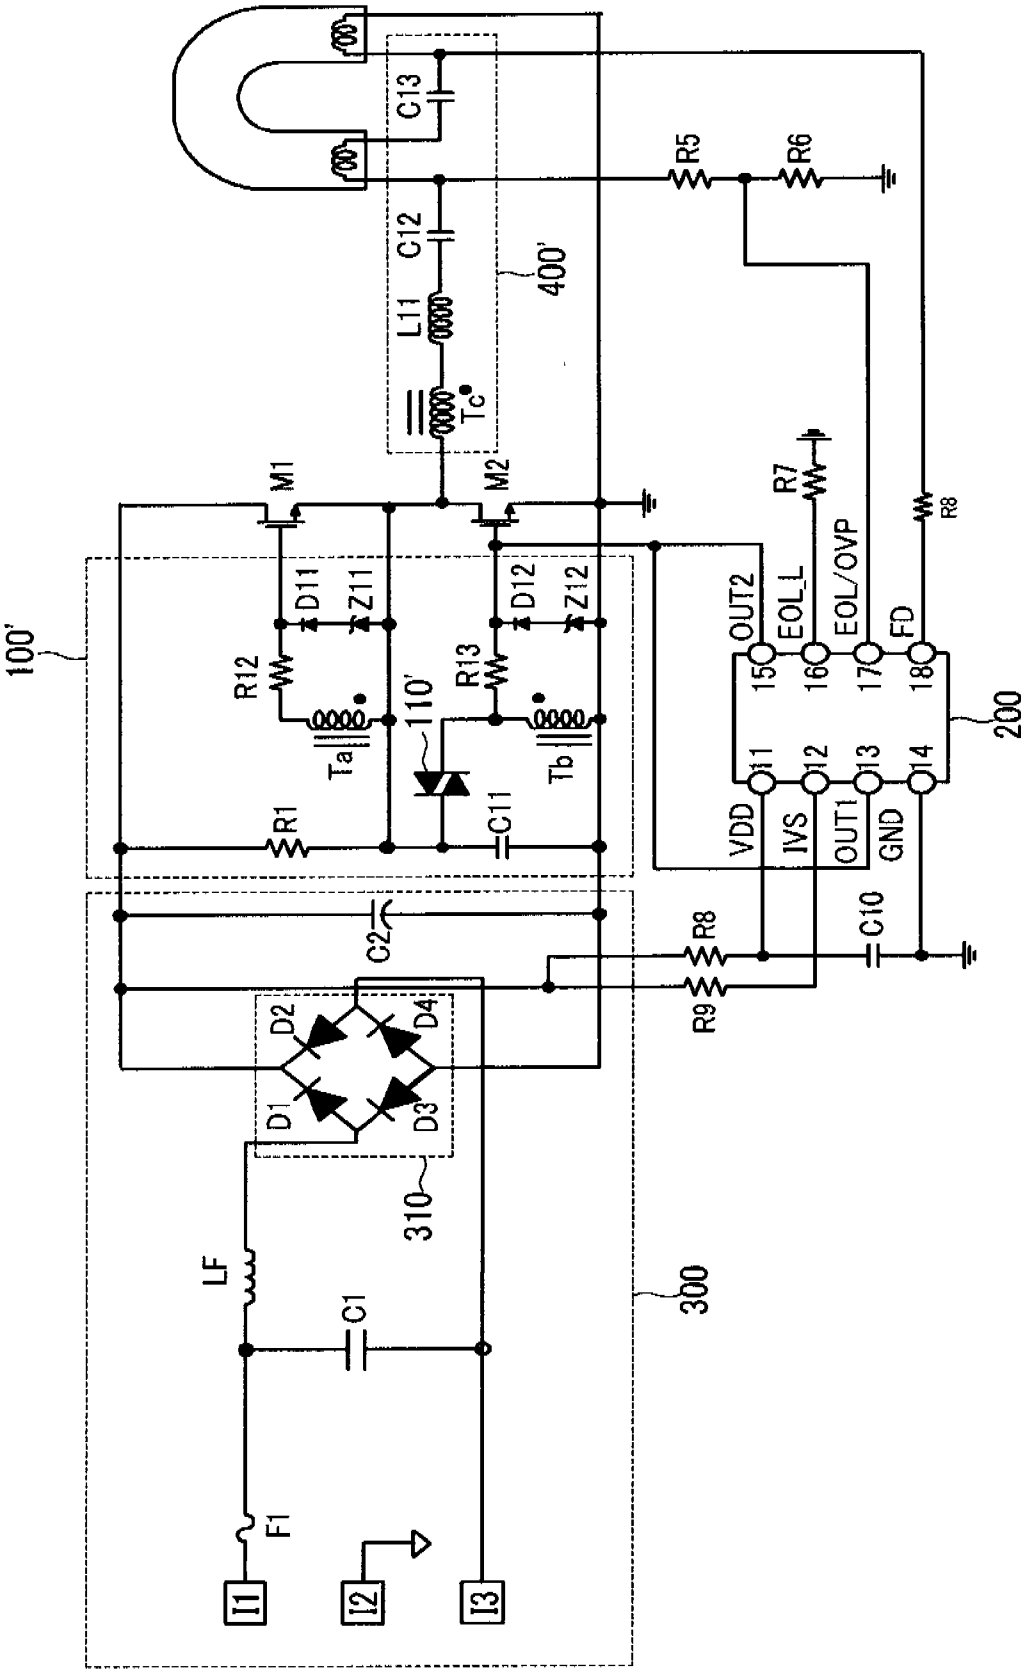 I1
I2
I3
F1
C1
LF
310
300
D1
D2
D3
D4
C2
R9
R8
100'
R1
C11
Ta
R12
D11
Z11
110'
Tb
R13
D12
Z12
M1
M2
Tc
L11
C12
C13
400'
R5
R6
R7
R8
C10
VDD
IVS
OUT1
GND
11
12
13
14
15
16
17
18
OUT2
EOL_L
EOL/OVP
FD
200